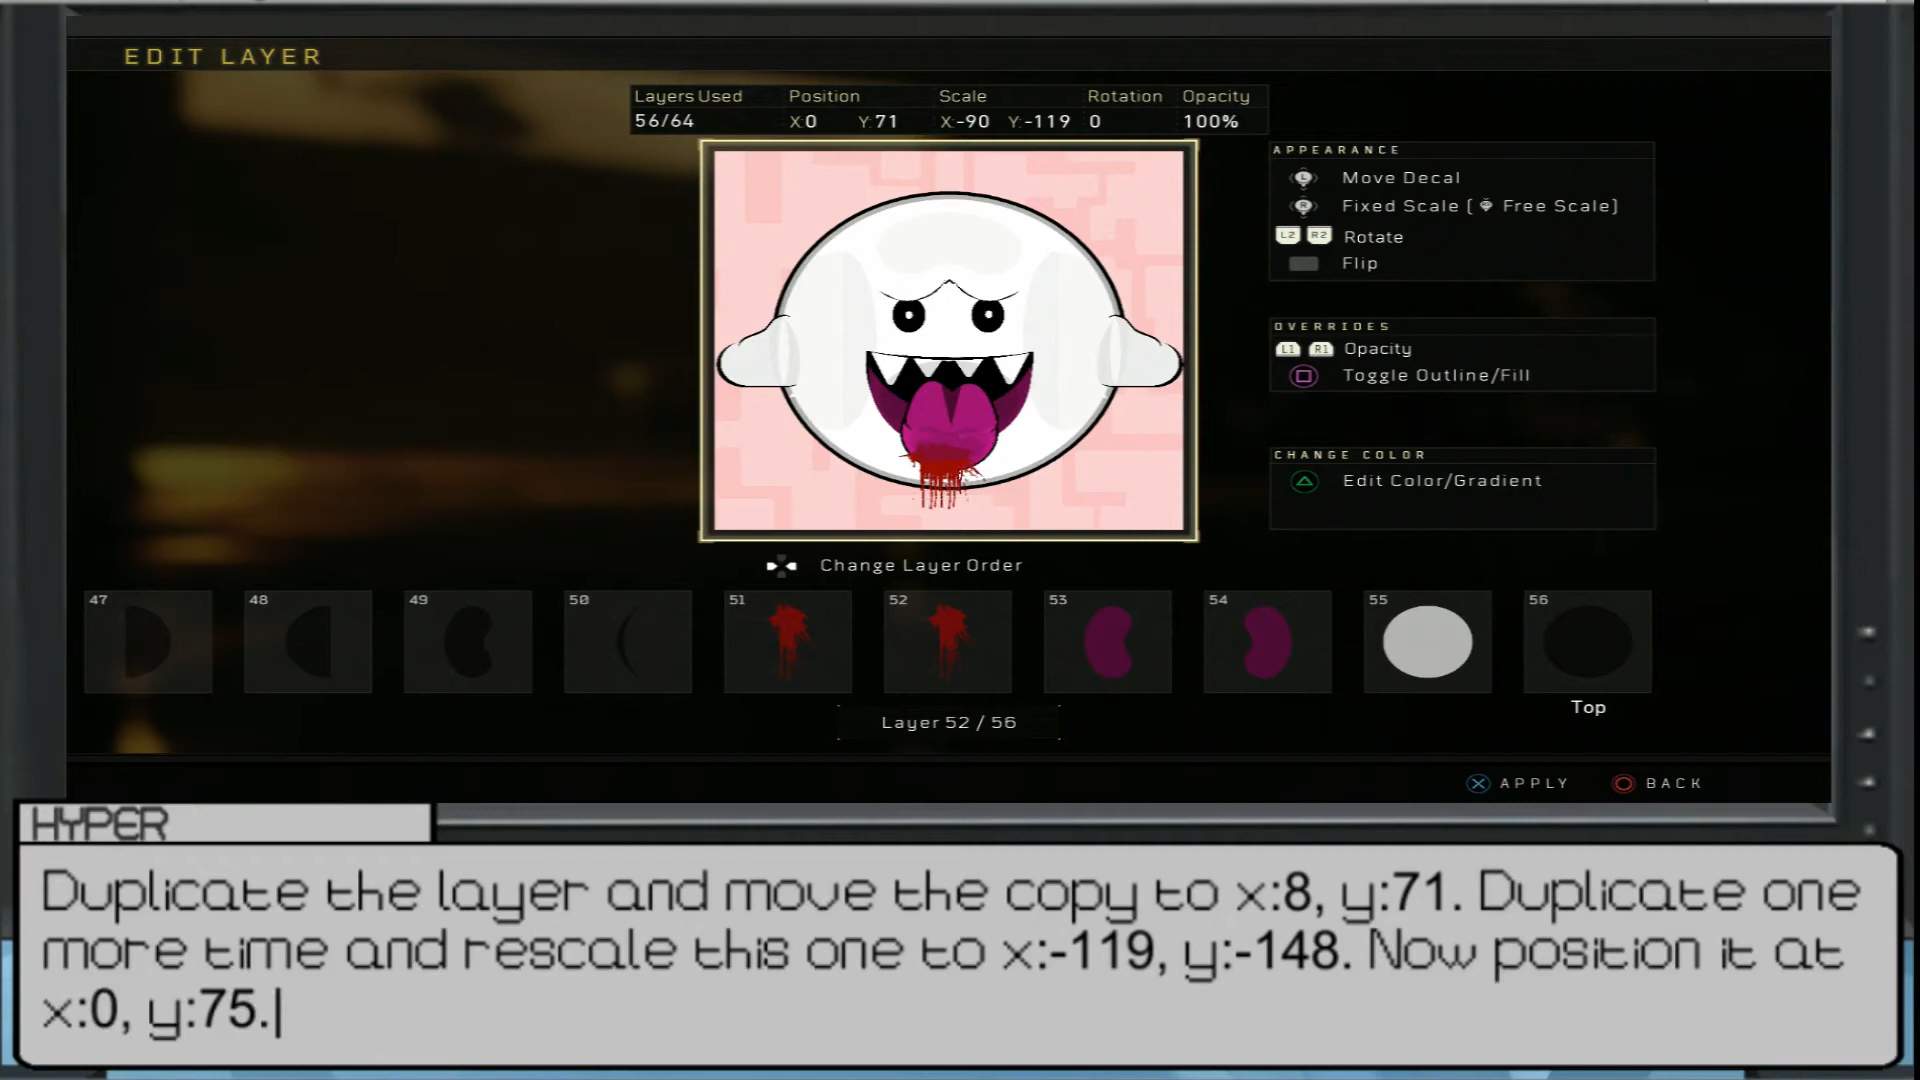 EDIT LAYER
Layers Used Position Scale Rotation Opacity
56/64 X:0 Y:71 X:-90 Y:-119 0 100%
APPEARANCE
L Move Decal
R Fixed Scale ( Free Scale)
L2 R2 Rotate
Flip
OVERRIDES
L1 R1 Opacity
Toggle Outline/Fill
CHANGE COLOR
Edit Color/Gradient
Change Layer Order
47 48 49 50 51 52 53 54 55 56
Top
Layer 52 / 56
APPLY BACK
HYPER
Duplicate the layer and move the copy to x:8, y:71. Duplicate one
more time and rescale this one to x:-119, y:-148. Now position it at
x:0, y:75.|